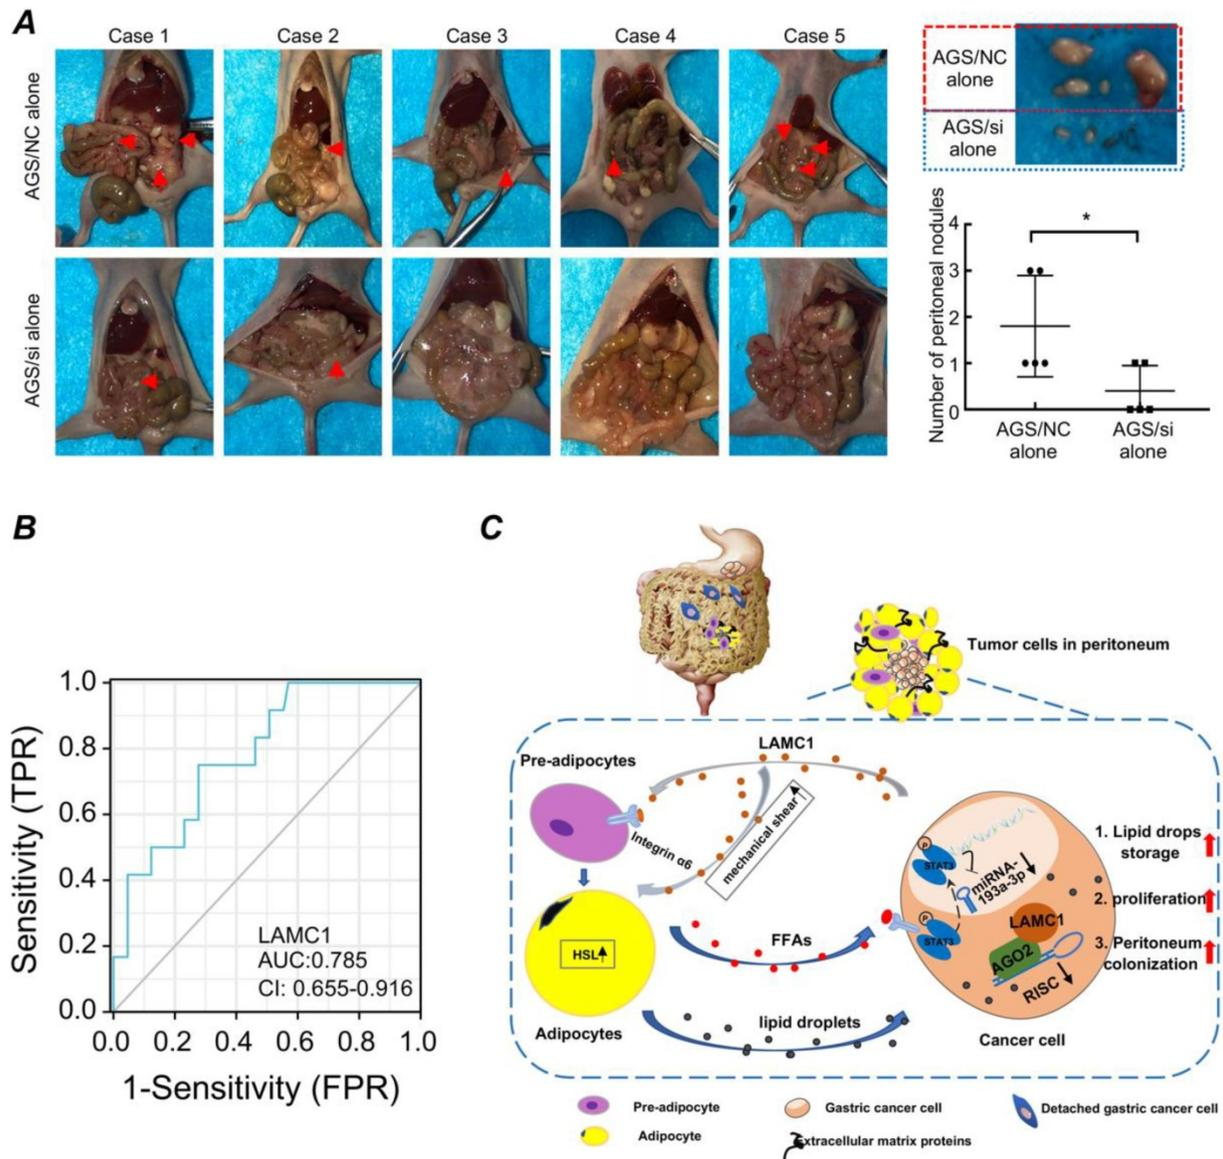 A
Case 1
Case 2
Case 3
Case 4
Case 5
AGS/NC alone
AGS/si alone
AGS/NC
alone
AGS/si
alone
Number of peritoneal nodules
4
3
2
1
0
*
AGS/NC
alone
AGS/si
alone
B
Sensitivity (TPR)
1.0
0.8
0.6
0.4
0.2
0.0
LAMC1
AUC:0.785
CI: 0.655-0.916
0.0
0.2
0.4
0.6
0.8
1.0
1-Sensitivity (FPR)
C
Tumor cells in peritoneum
LAMC1
Pre-adipocytes
Integrin α6
mechanical shear
HSL
Adipocytes
FFAs
lipid droplets
P
STAT3
miRNA-
193a-3p
P
STAT3
LAMC1
AGO2
RISC
Cancer cell
1. Lipid drops
storage
2. proliferation
3. Peritoneum
colonization
Pre-adipocyte
Gastric cancer cell
Detached gastric cancer cell
Adipocyte
Extracellular matrix proteins